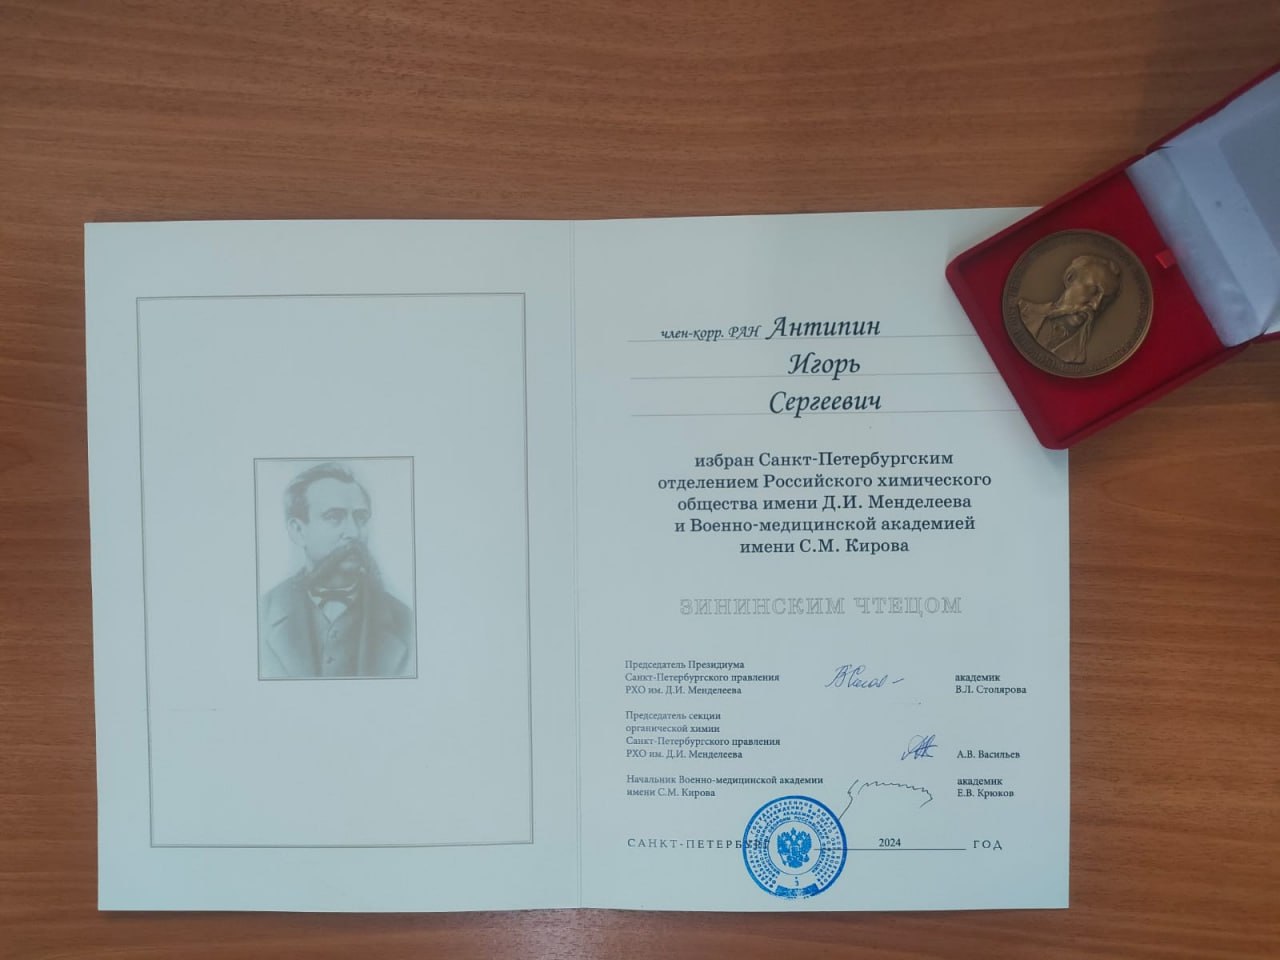 член-корр. РАН Антипин
Игорь
Сергеевич
избран Санкт-Петербургским
отделением Российского химического
общества имени Д.И. Менделеева
и Военно-медицинской академией
имени С.М. Кирова
ЗИНИНСКИМ ЧТЕЦОМ
Председатель Президиума
Санкт-Петербургского правления
РХО им. Д.И. Менделеева
академик
В.Л. Столярова
Председатель секции
органической химии
Санкт-Петербургского правления
РХО им. Д.И. Менделеева
А.В. Васильев
Начальник Военно-медицинской академии
имени С.М. Кирова
академик
Е.В. Крюков
САНКТ-ПЕТЕРБУРГ 2024 ГОД